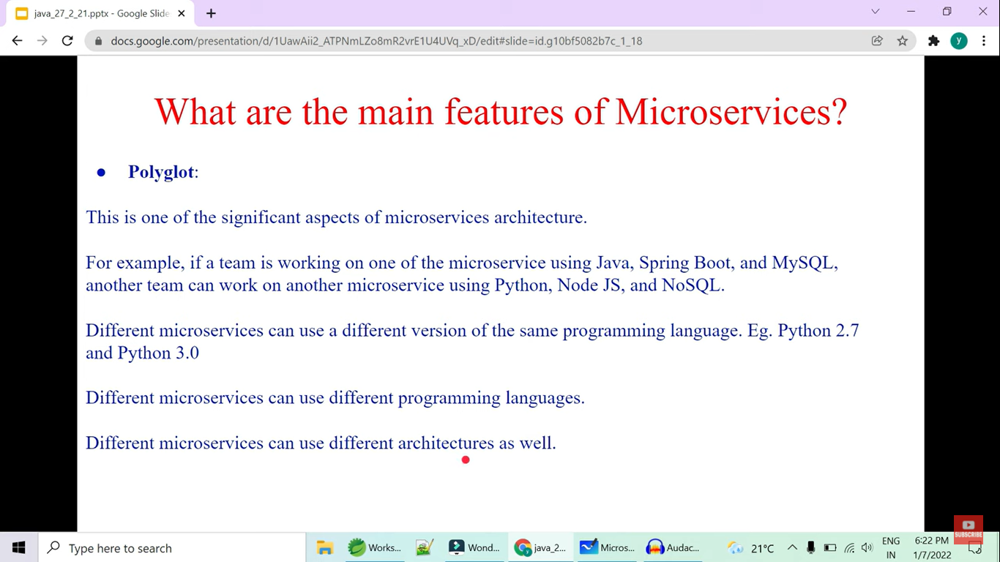 java_27_2_21.pptx - Google Slide
docs.google.com/presentation/d/1UawAii2_ATPNmLZo8mR2vrE1U4UVq_xD/edit#slide=id.g10bf5082b7c_1_18
y
What are the main features of Microservices?
● Polyglot:
This is one of the significant aspects of microservices architecture.
For example, if a team is working on one of the microservice using Java, Spring Boot, and MySQL,
another team can work on another microservice using Python, Node JS, and NoSQL.
Different microservices can use a different version of the same programming language. Eg. Python 2.7
and Python 3.0
Different microservices can use different programming languages.
Different microservices can use different architectures as well.
SUBSCRIBE
Type here to search
Works...
Wond...
java_2...
Micros...
Audac...
21°C
ENG
IN
6:22 PM
1/7/2022